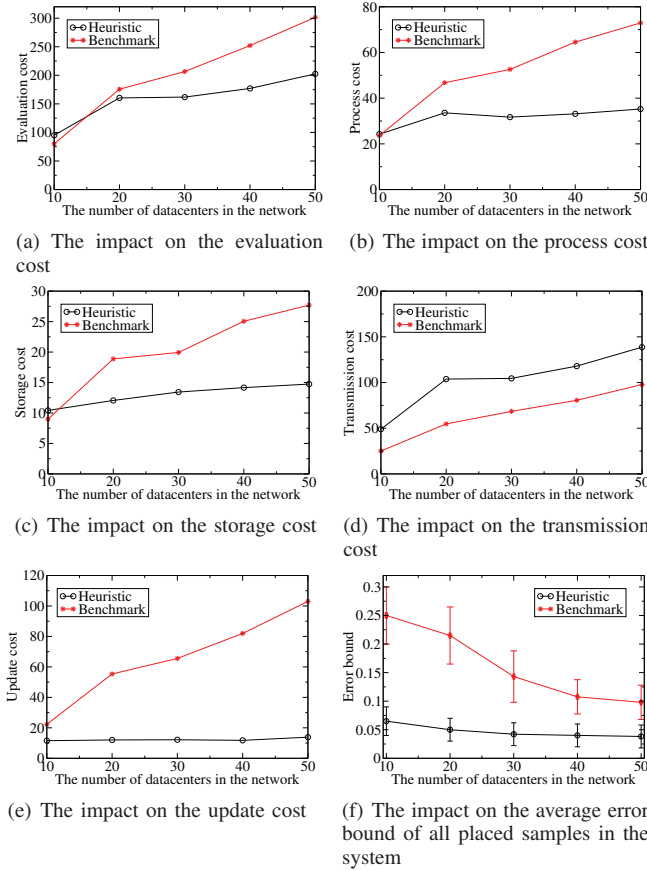 Evaluation cost
300
250
200
150
100
50
0
Heuristic
Benchmark
10 20 30 40 50
The number of datacenters in the network
(a) The impact on the evaluation
cost
Process cost
80
60
40
20
0
Heuristic
Benchmark
10 20 30 40 50
The number of datacenters in the network
(b) The impact on the process cost
Storage cost
30
25
20
15
10
5
0
Heuristic
Benchmark
10 20 30 40 50
The number of datacenters in the network
(c) The impact on the storage cost
Transmission cost
200
150
100
50
0
Heuristic
Benchmark
10 20 30 40 50
The number of datacenters in the network
(d) The impact on the transmission
cost
Update cost
120
100
80
60
40
20
0
Heuristic
Benchmark
10 20 30 40 50
The number of datacenters in the network
(e) The impact on the update cost
Error bound
0.3
0.25
0.2
0.15
0.1
0.05
0
Heuristic
Benchmark
10 20 30 40 50
The number of datacenters in the network
(f) The impact on the average error
bound of all placed samples in the
system